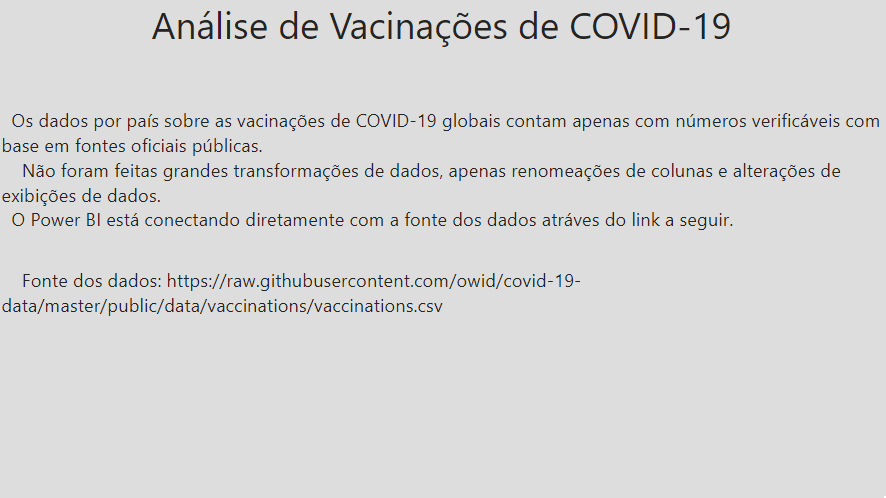 Análise de Vacinações de COVID-19
Os dados por país sobre as vacinações de COVID-19 globais contam apenas com números verificáveis com
base em fontes oficiais públicas.
Não foram feitas grandes transformações de dados, apenas renomeações de colunas e alterações de
exibições de dados.
O Power BI está conectando diretamente com a fonte dos dados atráves do link a seguir.
Fonte dos dados: https://raw.githubusercontent.com/owid/covid-19-
data/master/public/data/vaccinations/vaccinations.csv